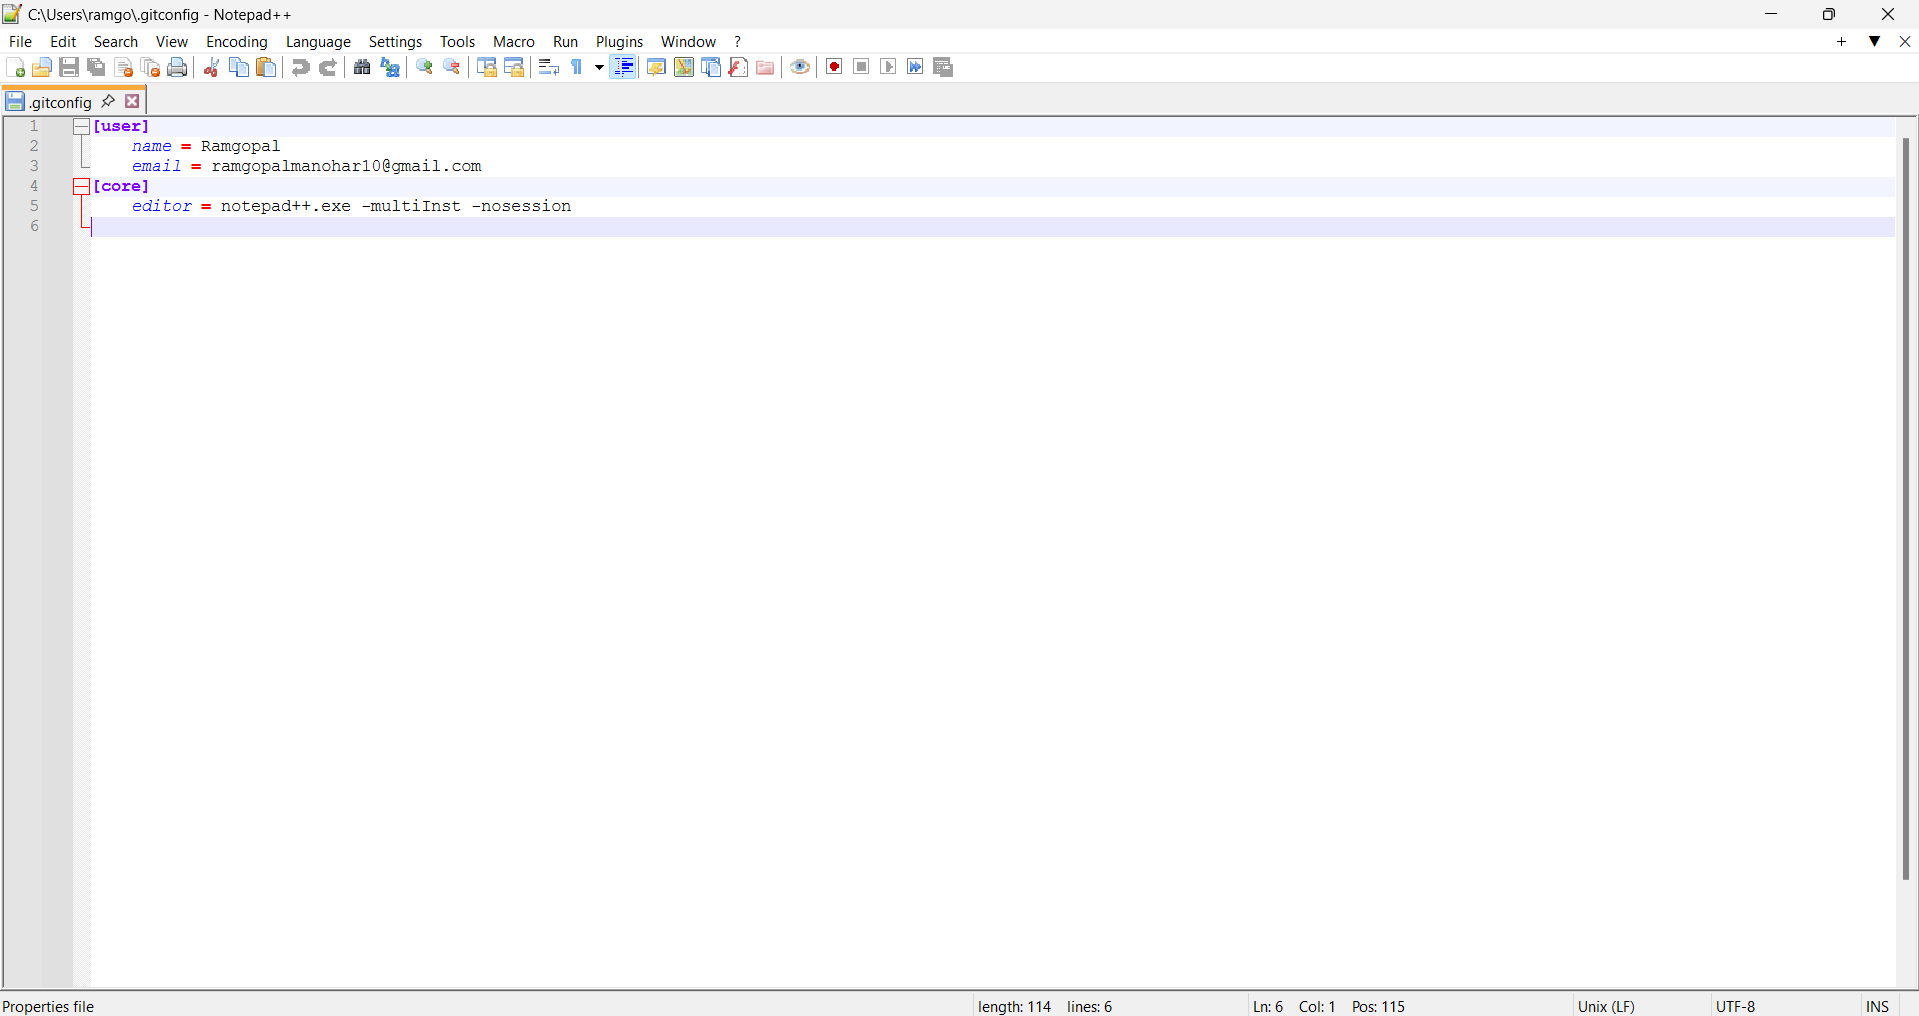 C:\Users\ramgo\.gitconfig - Notepad++
File Edit Search View Encoding Language Settings Tools Macro Run Plugins Window ?
.gitconfig
1 [user]
2 name = Ramgopal
3 email = ramgopalmanohar10@gmail.com
4 [core]
5 editor = notepad++.exe -multiInst -nosession
6
Properties file length: 114 lines: 6 Ln: 6 Col: 1 Pos: 115 Unix (LF) UTF-8 INS